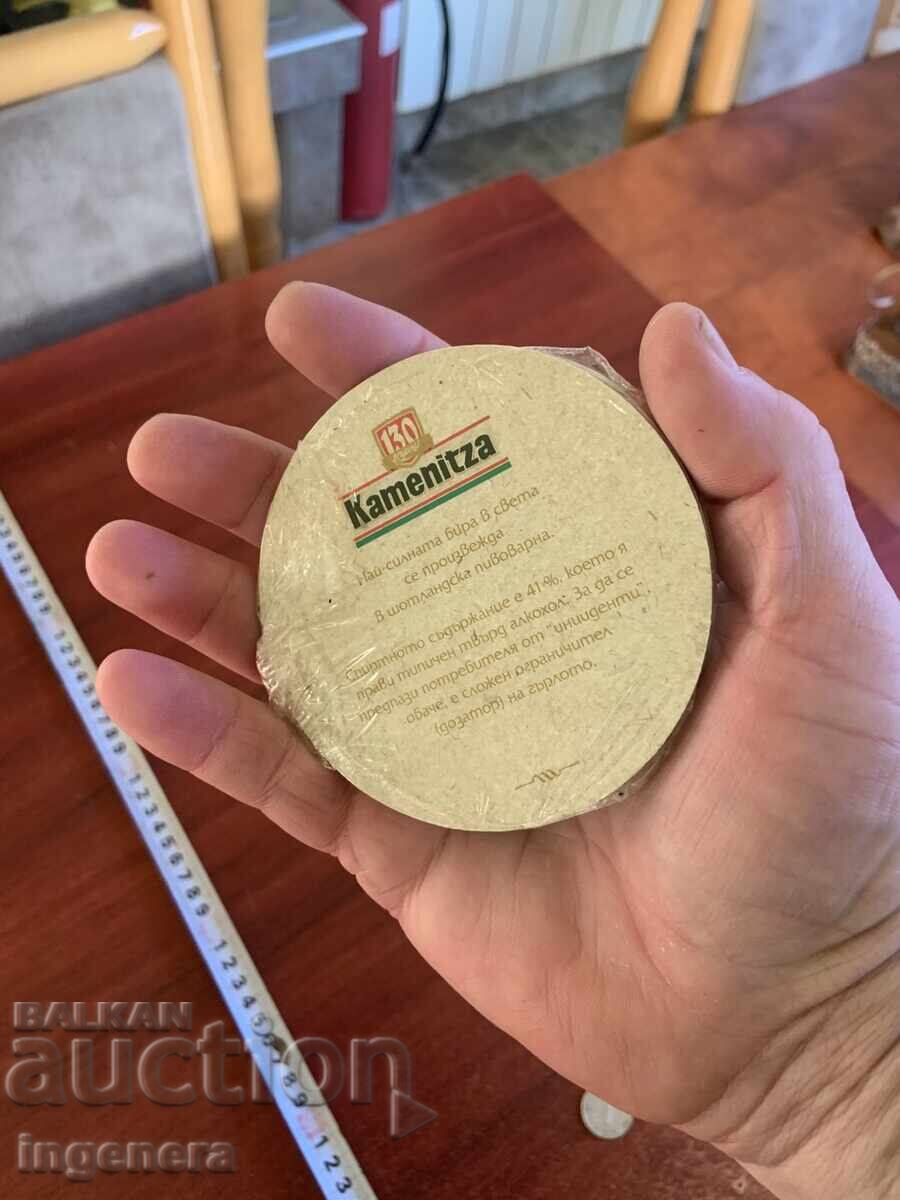 130
Kamenitza
Най-силната бира в света
се произвежда
в шотландска пивоварна.
Спиртното съдържание е 41%, което я
прави типичен твърд алкохол. За да се
предпази потребителя от "инииденти",
обаче, е сложен ограничител
(дозатор) на гърлото.
BALKAN
auction
ingenera